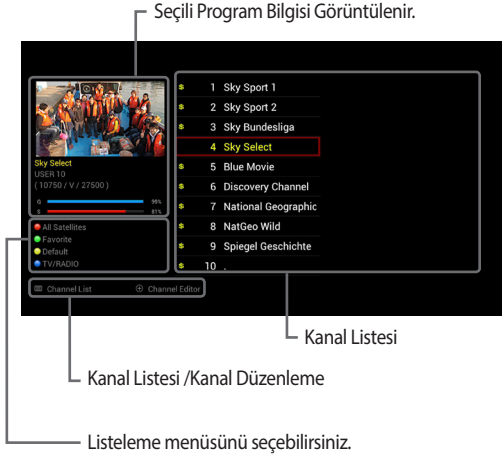 Seçili Program Bilgisi Görüntülenir.
Sky Select
USER 10
( 10750 / V / 27500 )
Q 99%
S 81%
All Satellites
Favorite
Default
TV/RADIO
Channel List
Channel Editor
$ 1 Sky Sport 1
$ 2 Sky Sport 2
$ 3 Sky Bundesliga
4 Sky Select
$ 5 Blue Movie
$ 6 Discovery Channel
$ 7 National Geographic
$ 8 NatGeo Wild
$ 9 Spiegel Geschichte
$ 10 .
Kanal Listesi
Kanal Listesi /Kanal Düzenleme
Listeleme menüsünü seçebilirsiniz.